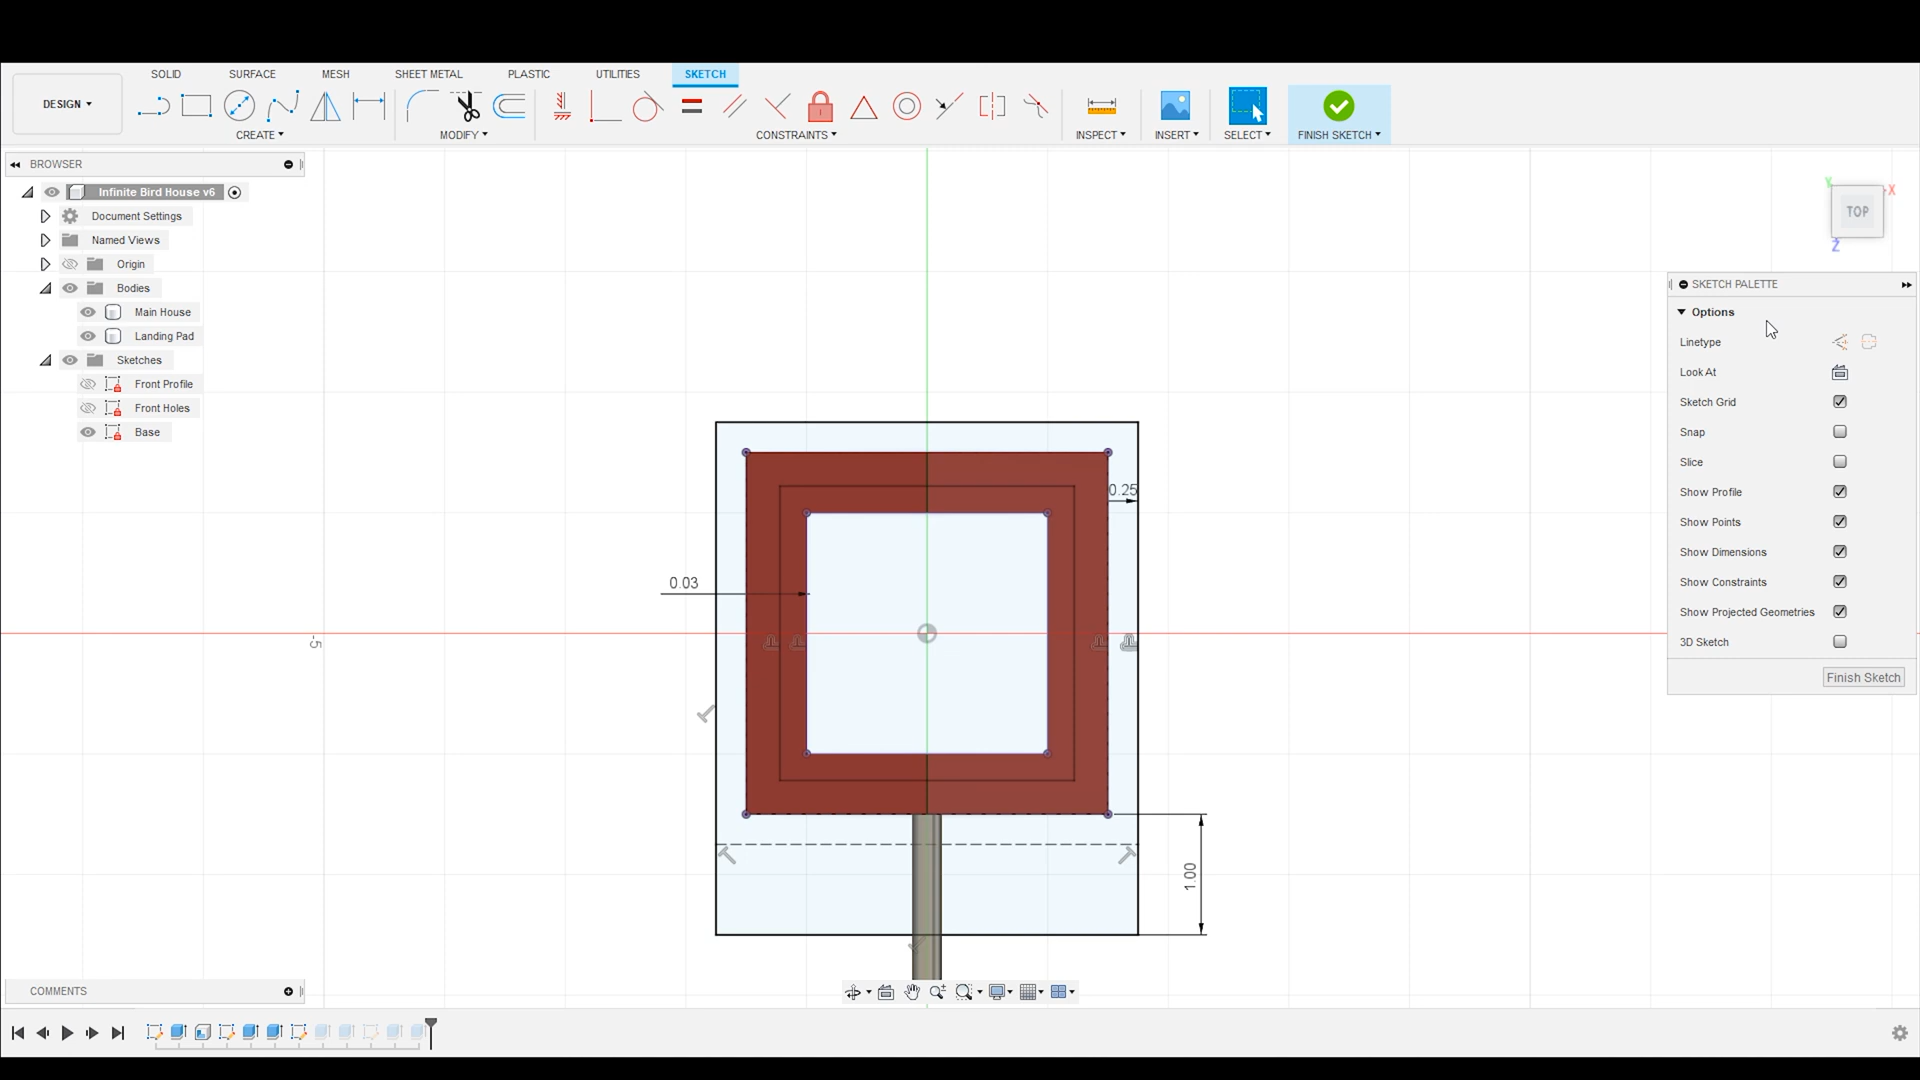 SOLID SURFACE MESH SHEET METAL PLASTIC UTILITIES SKETCH
DESIGN
CREATE MODIFY CONSTRAINTS INSPECT INSERT SELECT FINISH SKETCH
BROWSER
Infinite Bird House v6
Document Settings
Named Views
Origin
Bodies
Main House
Landing Pad
Sketches
Front Profile
Front Holes
Base
Y
X
TOP
Z
SKETCH PALETTE
Options
Linetype
Look At
Sketch Grid
Snap
Slice
Show Profile
Show Points
Show Dimensions
Show Constraints
Show Projected Geometries
3D Sketch
Finish Sketch
0.25
0.03
-5
1.00
COMMENTS